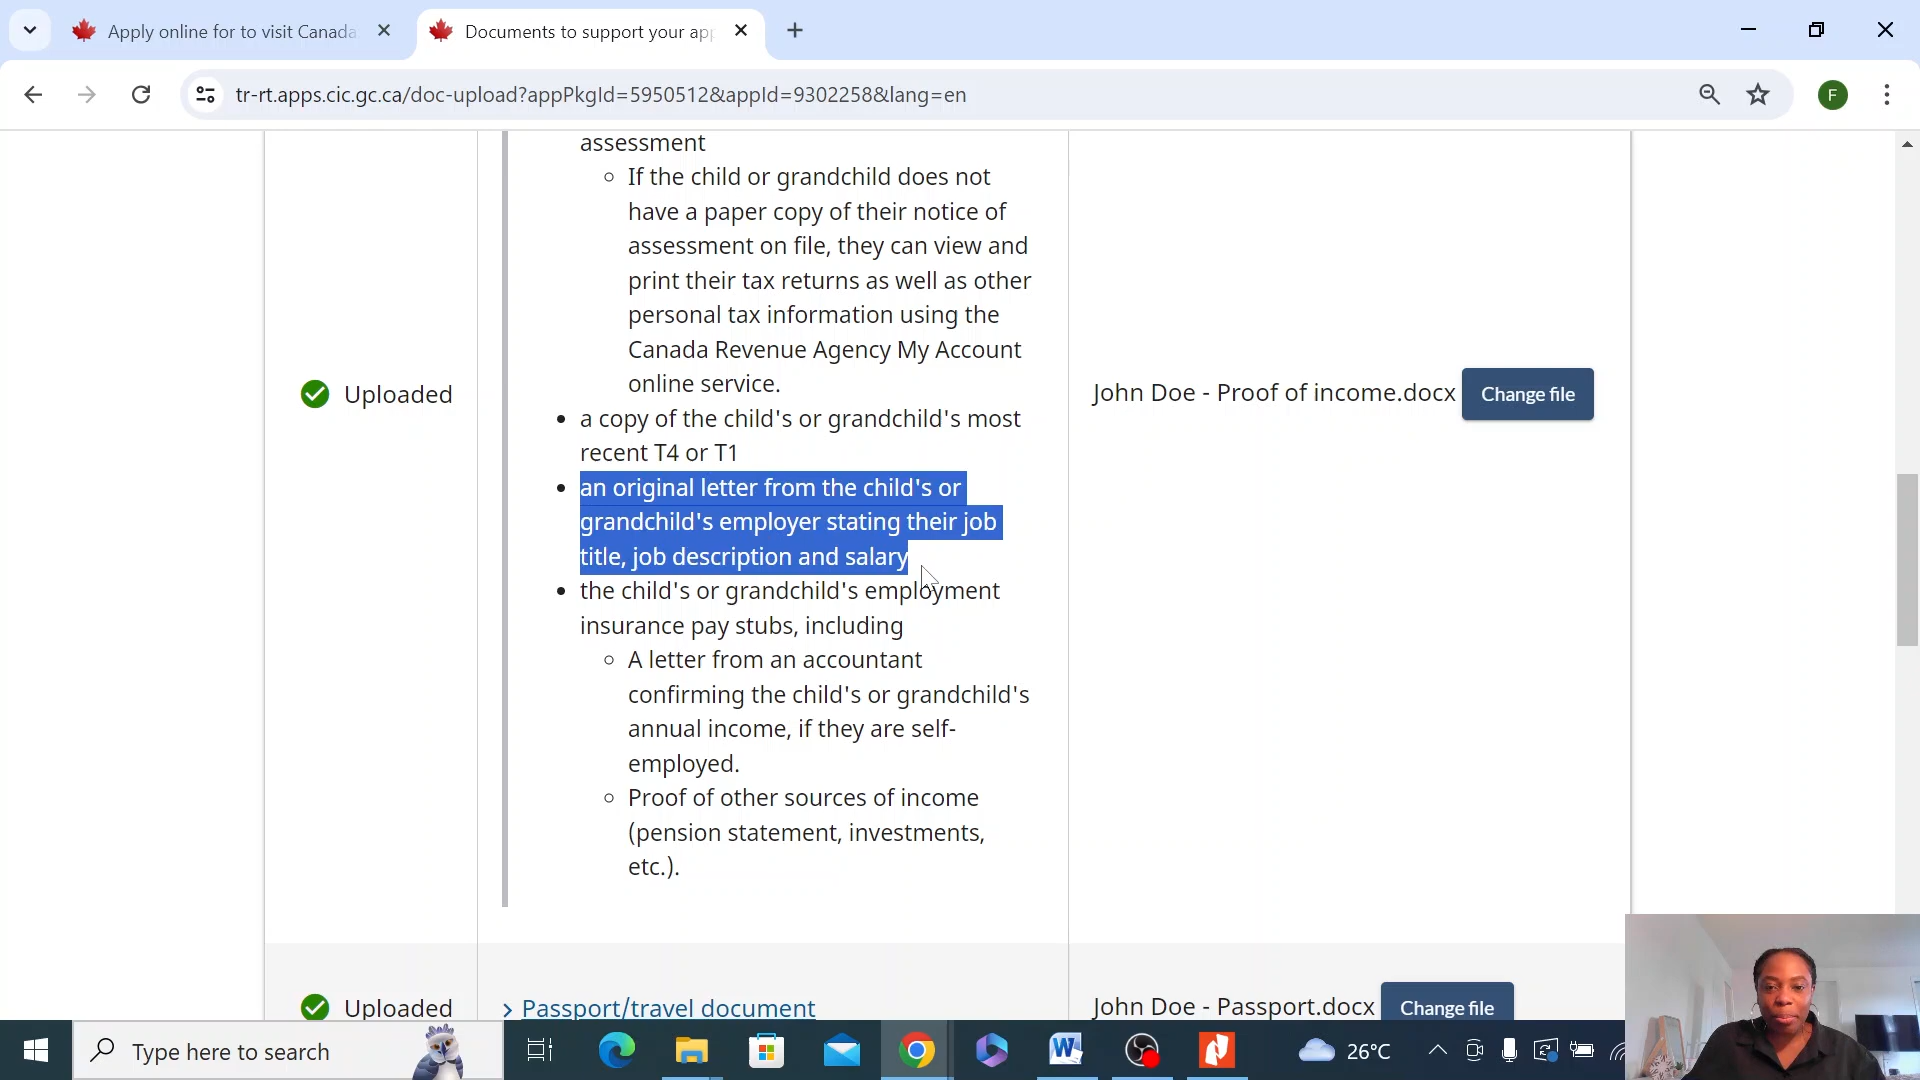 Apply online for to visit Canada
Documents to support your app
tr-rt.apps.cic.gc.ca/doc-upload?appPkgId=5950512&appId=9302258&lang=en
F
assessment
If the child or grandchild does not
have a paper copy of their notice of
assessment on file, they can view and
print their tax returns as well as other
personal tax information using the
Canada Revenue Agency My Account
online service.
a copy of the child's or grandchild's most
recent T4 or T1
an original letter from the child's or
grandchild's employer stating their job
title, job description and salary
the child's or grandchild's employment
insurance pay stubs, including
A letter from an accountant
confirming the child's or grandchild's
annual income, if they are self-
employed.
Proof of other sources of income
(pension statement, investments,
etc.).
Uploaded
John Doe - Proof of income.docx
Change file
Uploaded
Passport/travel document
John Doe - Passport.docx
Change file
Type here to search
26°C